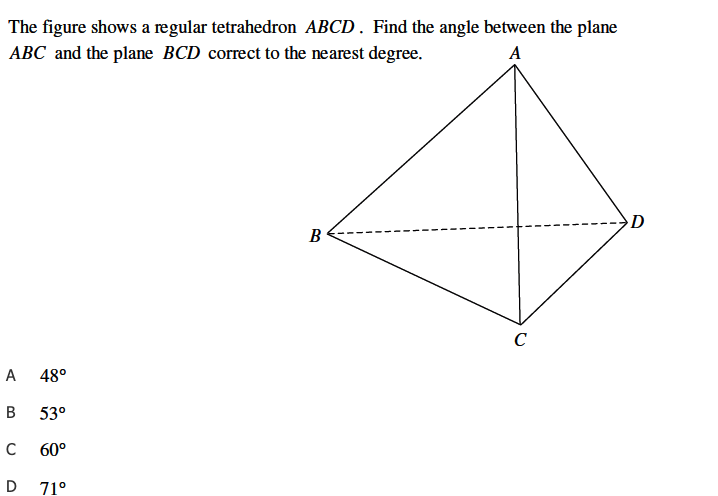 The figure shows a regular tetrahedron ABCD. Find the angle between the plane
ABC and the plane BCD correct to the nearest degree.
A
B
D
C
A 48°
B 53°
C 60°
D 71°